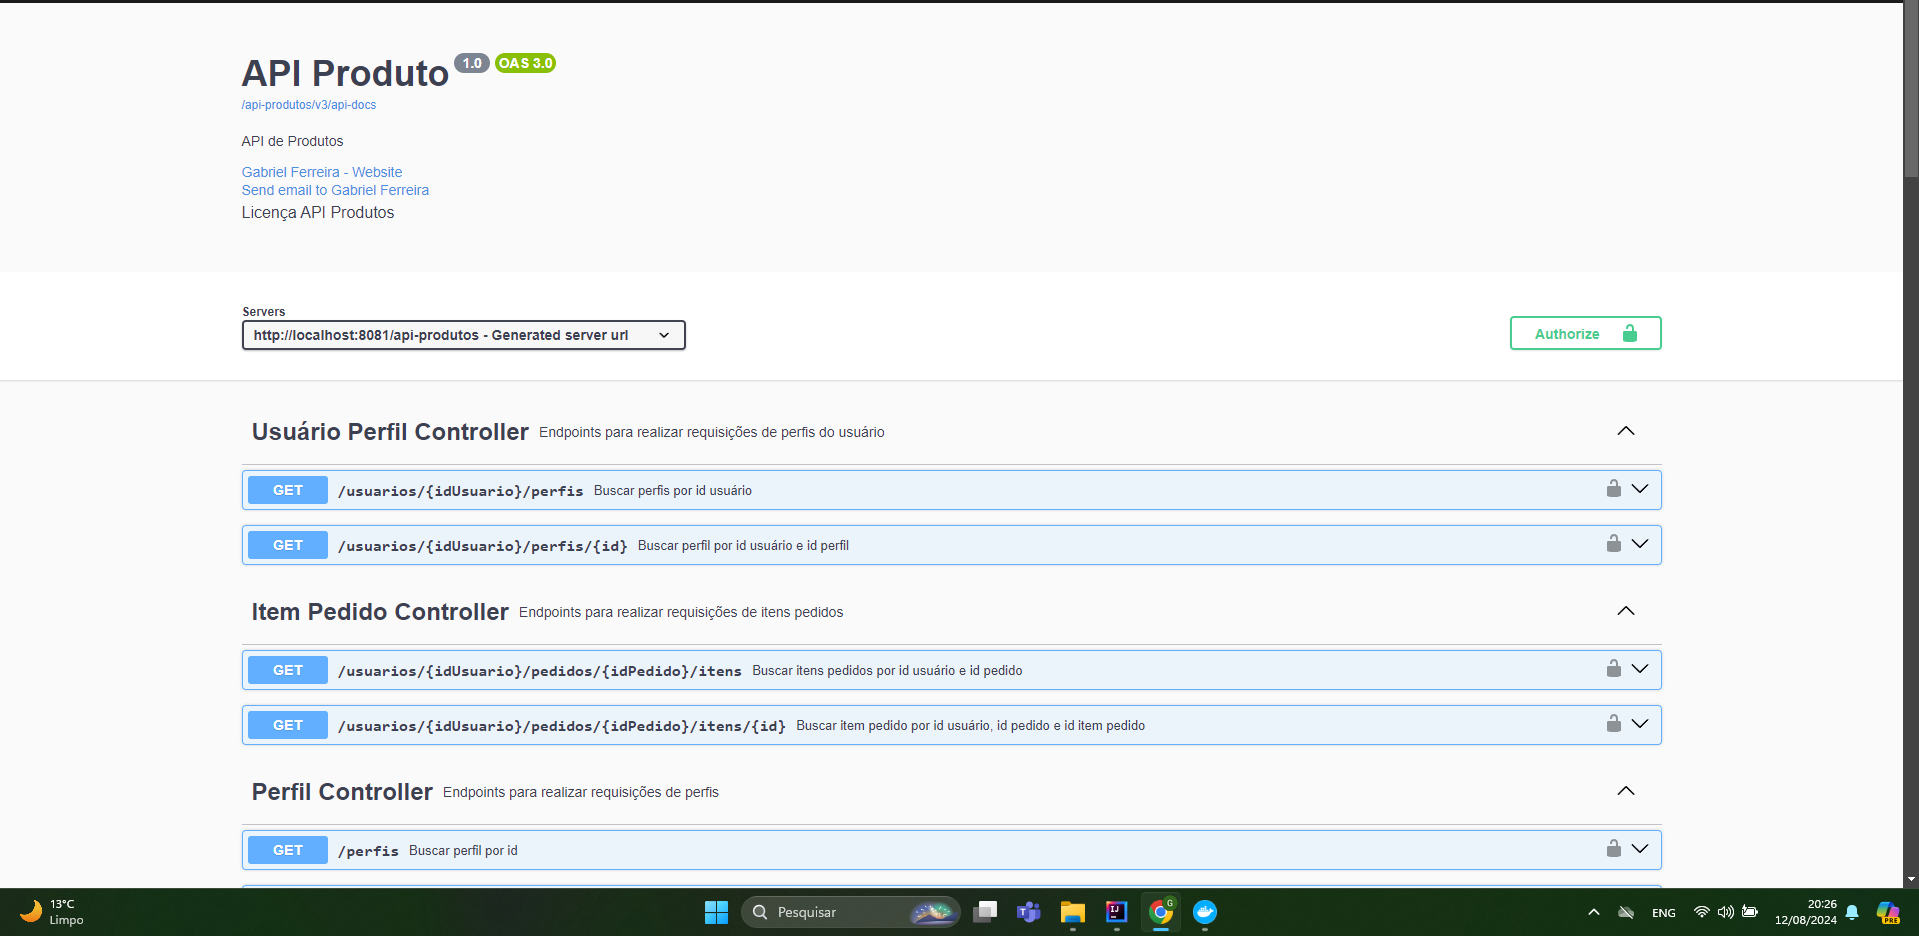 API Produto 1.0 OAS 3.0
/api-produtos/v3/api-docs
API de Produtos
Gabriel Ferreira - Website
Send email to Gabriel Ferreira
Licença API Produtos
Servers
http://localhost:8081/api-produtos - Generated server url
Authorize
Usuário Perfil Controller Endpoints para realizar requisições de perfis do usuário
GET /usuarios/{idUsuario}/perfis Buscar perfis por id usuário
GET /usuarios/{idUsuario}/perfis/{id} Buscar perfil por id usuário e id perfil
Item Pedido Controller Endpoints para realizar requisições de itens pedidos
GET /usuarios/{idUsuario}/pedidos/{idPedido}/itens Buscar itens pedidos por id usuário e id pedido
GET /usuarios/{idUsuario}/pedidos/{idPedido}/itens/{id} Buscar item pedido por id usuário, id pedido e id item pedido
Perfil Controller Endpoints para realizar requisições de perfis
GET /perfis Buscar perfil por id
13°C
Limpo
Pesquisar
IJ
G
ENG
20:26
12/08/2024
PRE